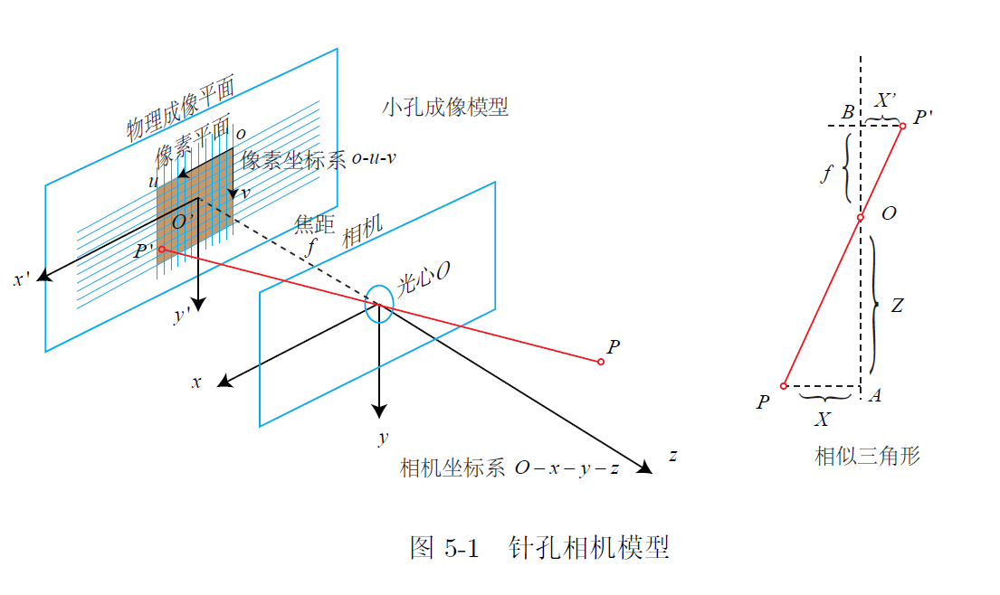 物理成像平面
像素平面
小孔成像模型
o
像素坐标系 o-u-v
u
v
O'
焦距
f
相机
P'
x'
y'
光心O
P
x
y
z
相机坐标系 O－x－y－z
X'
B
P'
f
O
Z
P
A
X
相似三角形
图 5-1 针孔相机模型